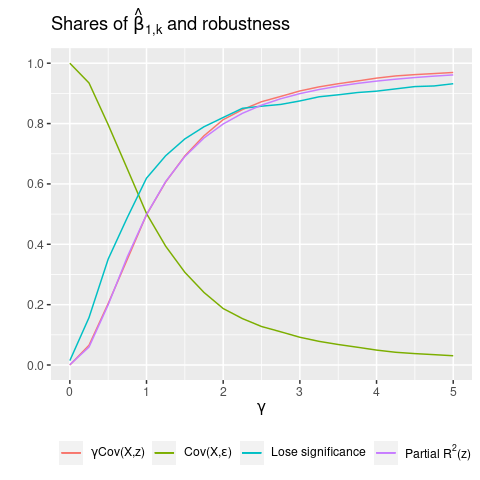 Shares of β̂1,k and robustness
1.0
0.8
0.6
0.4
0.2
0.0
0 1 2 3 4 5
γ
γCov(X,z) Cov(X,ε) Lose significance Partial R²(z)